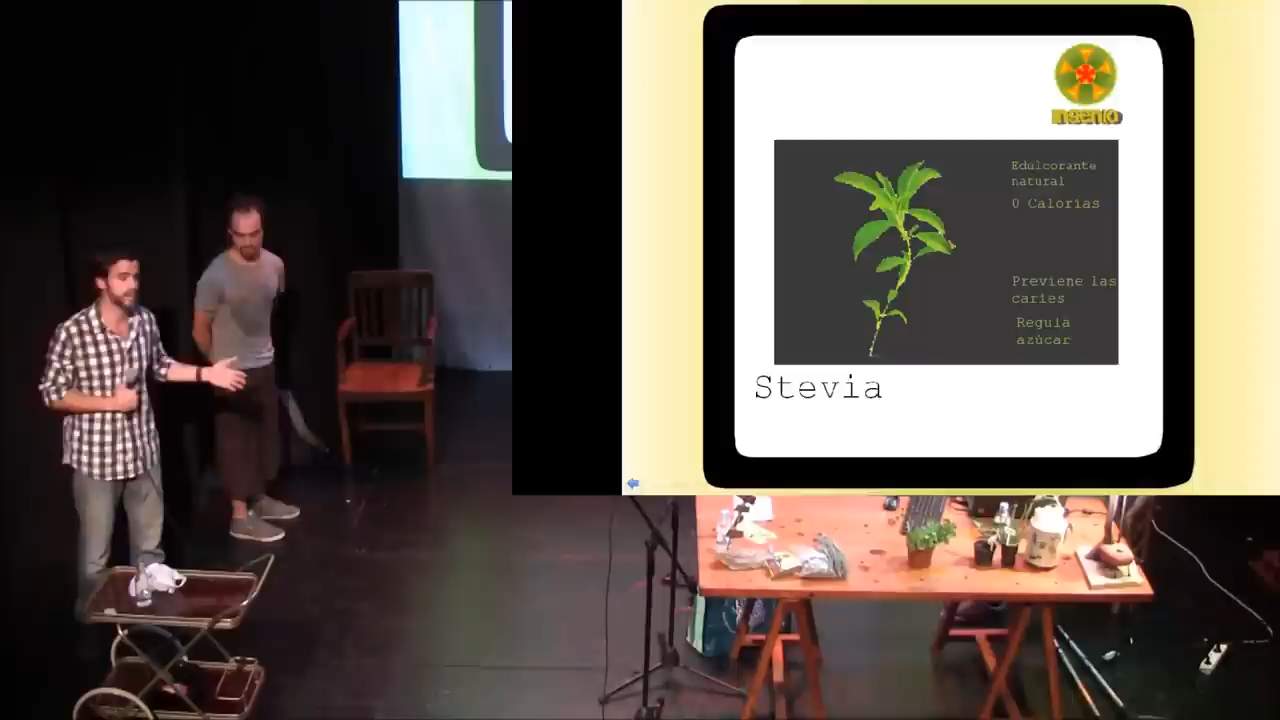 INGENIO
Edulcorante
natural
0 Calorías
Previene las
caries
Regula
azúcar
Stevia